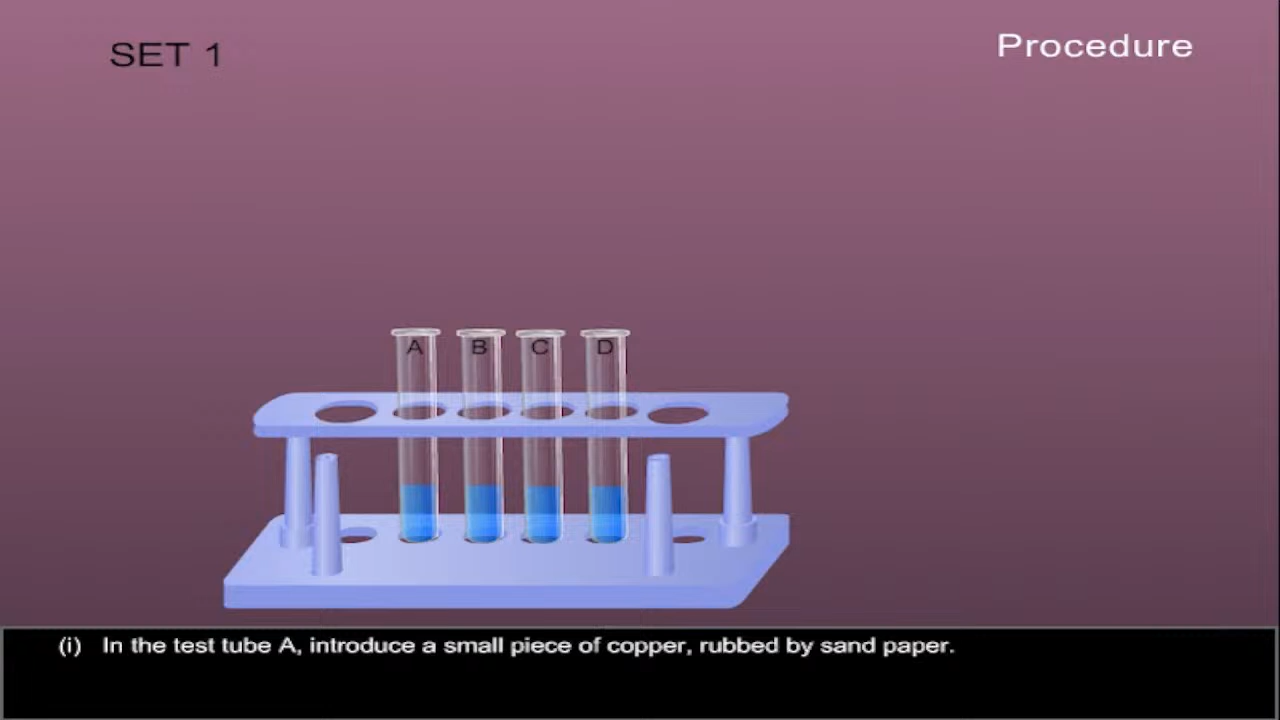 SET 1
Procedure
A B C D
(i) In the test tube A, introduce a small piece of copper, rubbed by sand paper.